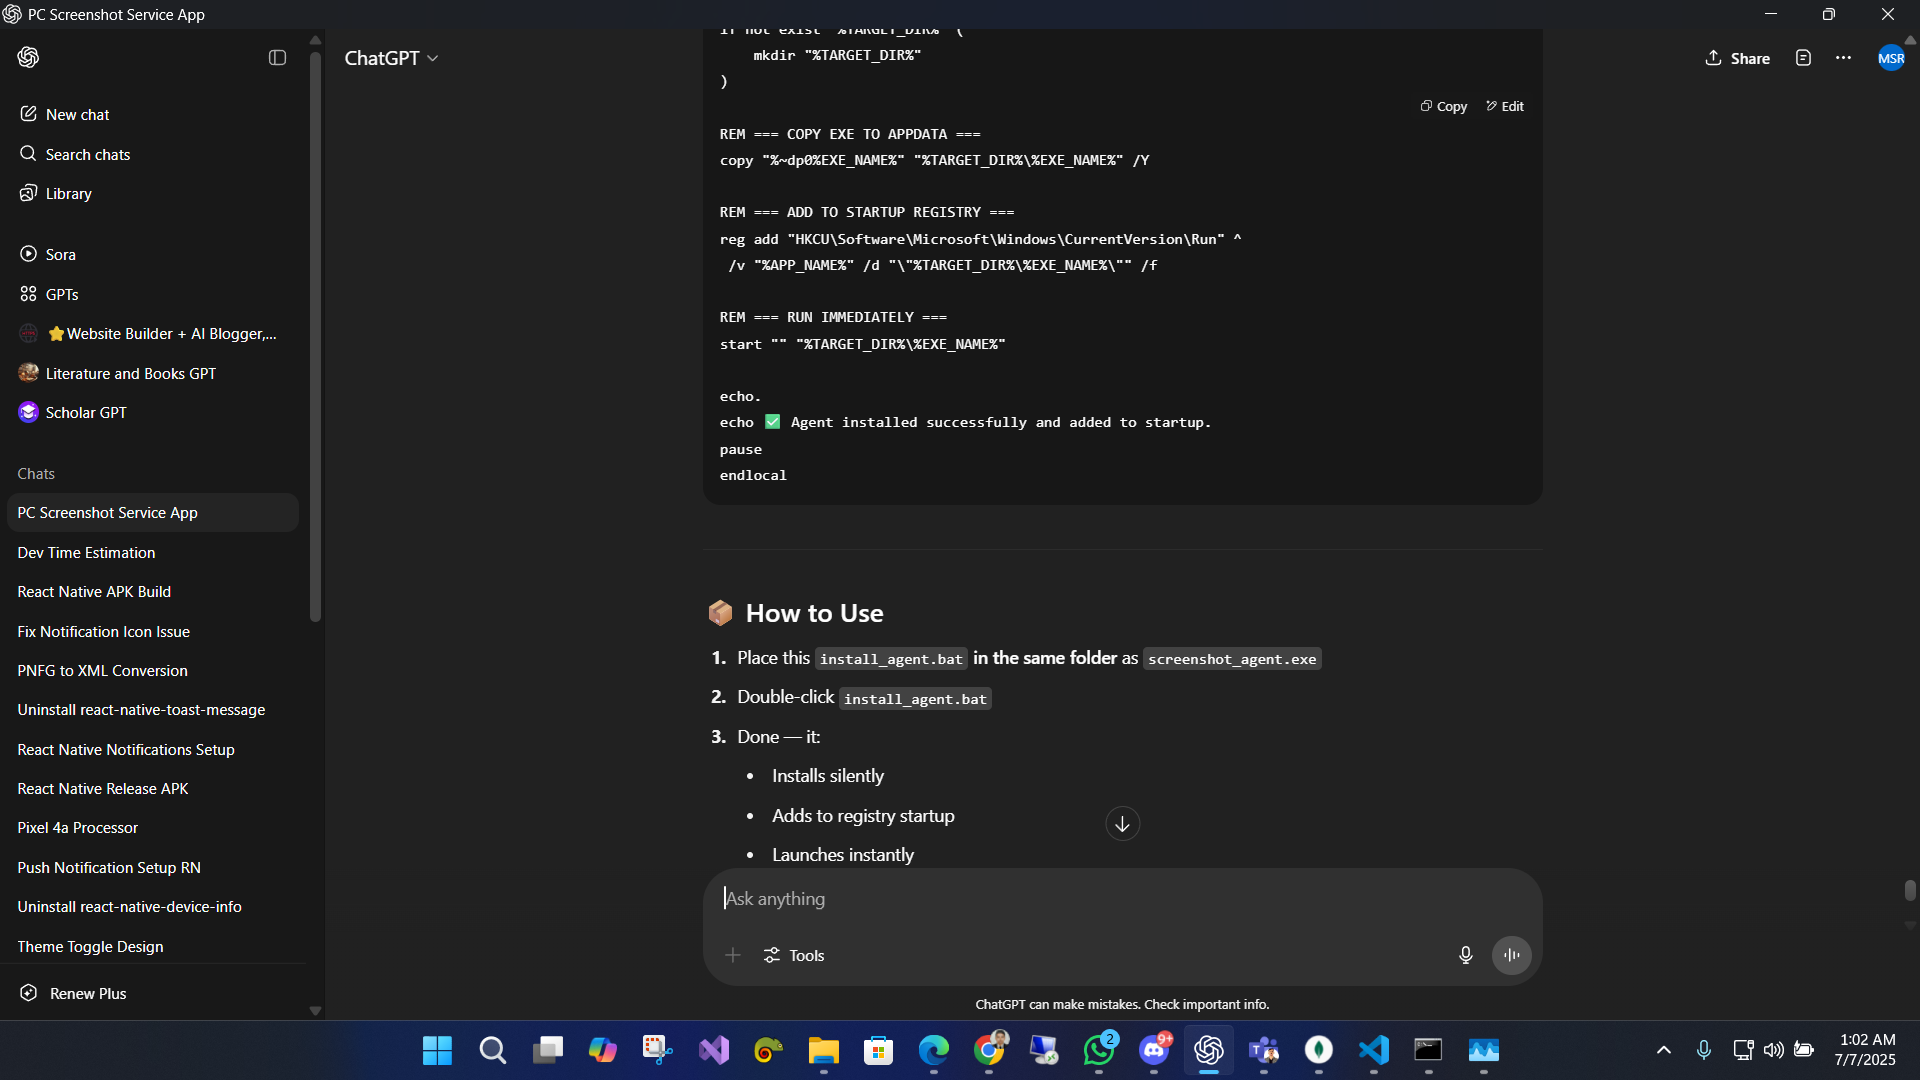 PC Screenshot Service App
ChatGPT
Share
MSR
New chat
Search chats
Library
Sora
GPTs
⭐Website Builder + AI Blogger,...
Literature and Books GPT
Scholar GPT
Chats
PC Screenshot Service App
Dev Time Estimation
React Native APK Build
Fix Notification Icon Issue
PNFG to XML Conversion
Uninstall react-native-toast-message
React Native Notifications Setup
React Native Release APK
Pixel 4a Processor
Push Notification Setup RN
Uninstall react-native-device-info
Theme Toggle Design
Renew Plus
if not exist "%TARGET_DIR%" (
mkdir "%TARGET_DIR%"
)
Copy Edit
REM === COPY EXE TO APPDATA ===
copy "%~dp0%EXE_NAME%" "%TARGET_DIR%\%EXE_NAME%" /Y
REM === ADD TO STARTUP REGISTRY ===
reg add "HKCU\Software\Microsoft\Windows\CurrentVersion\Run" ^
/v "%APP_NAME%" /d "\"%TARGET_DIR%\%EXE_NAME%\"" /f
REM === RUN IMMEDIATELY ===
start "" "%TARGET_DIR%\%EXE_NAME%"
echo.
echo ✅ Agent installed successfully and added to startup.
pause
endlocal
📦 How to Use
1. Place this install_agent.bat in the same folder as screenshot_agent.exe
2. Double-click install_agent.bat
3. Done — it:
• Installs silently
• Adds to registry startup
• Launches instantly
Ask anything
Tools
ChatGPT can make mistakes. Check important info.
2
9+
1:02 AM
7/7/2025